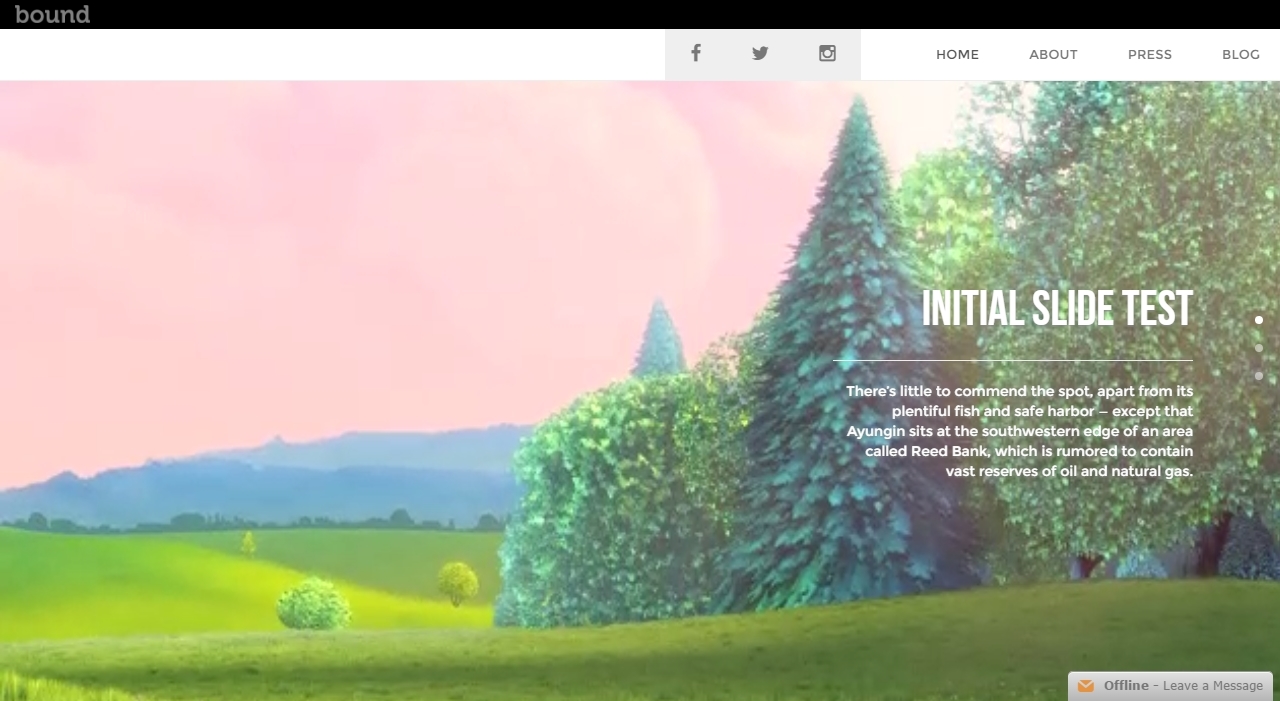 bound
HOME
ABOUT
PRESS
BLOG
INITIAL SLIDE TEST
There's little to commend the spot, apart from its
plentiful fish and safe harbor — except that
Ayungin sits at the southwestern edge of an area
called Reed Bank, which is rumored to contain
vast reserves of oil and natural gas.
Offline - Leave a Message